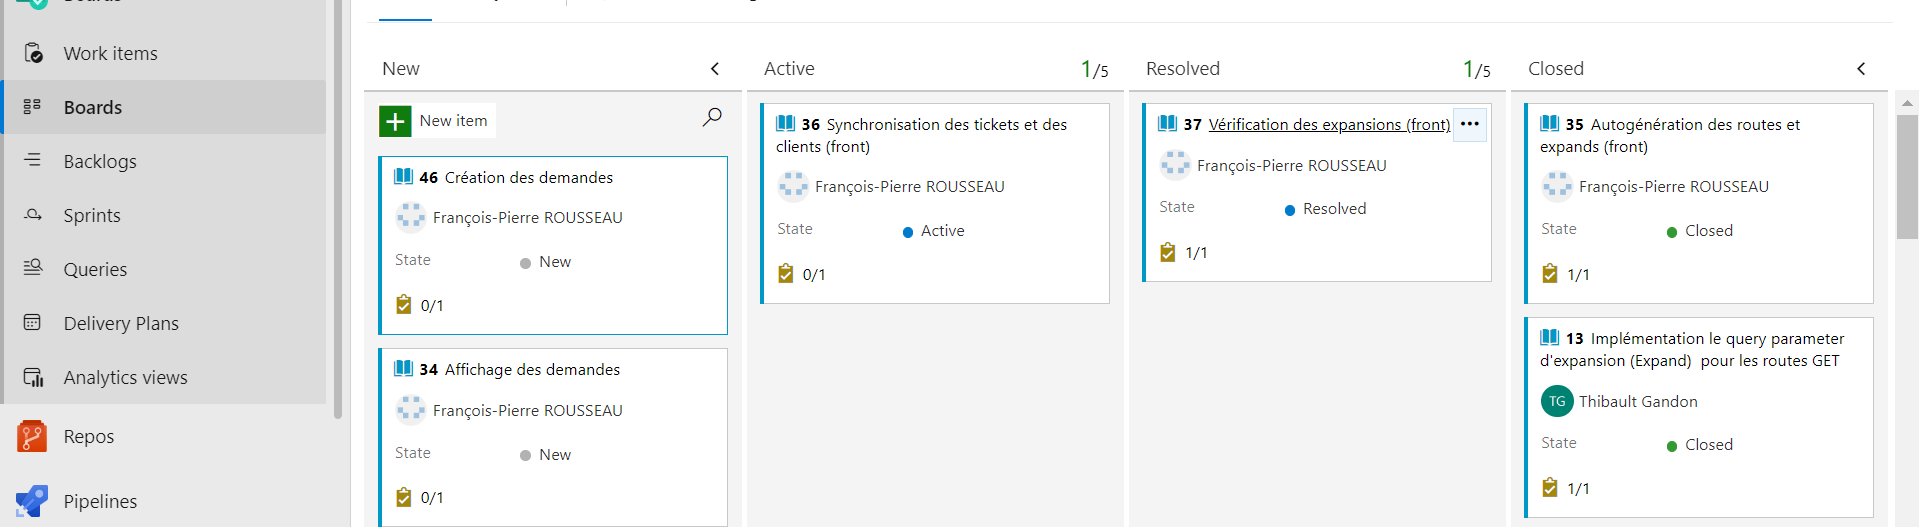 Work items
Boards
Backlogs
Sprints
Queries
Delivery Plans
Analytics views
Repos
Pipelines
New
New item
46 Création des demandes
François-Pierre ROUSSEAU
State New
0/1
34 Affichage des demandes
François-Pierre ROUSSEAU
State New
0/1
Active 1/5
36 Synchronisation des tickets et des
clients (front)
François-Pierre ROUSSEAU
State Active
0/1
Resolved 1/5
37 Vérification des expansions (front)
François-Pierre ROUSSEAU
State Resolved
1/1
Closed
35 Autogénération des routes et
expands (front)
François-Pierre ROUSSEAU
State Closed
1/1
13 Implémentation le query parameter
d'expansion (Expand) pour les routes GET
TG Thibault Gandon
State Closed
1/1